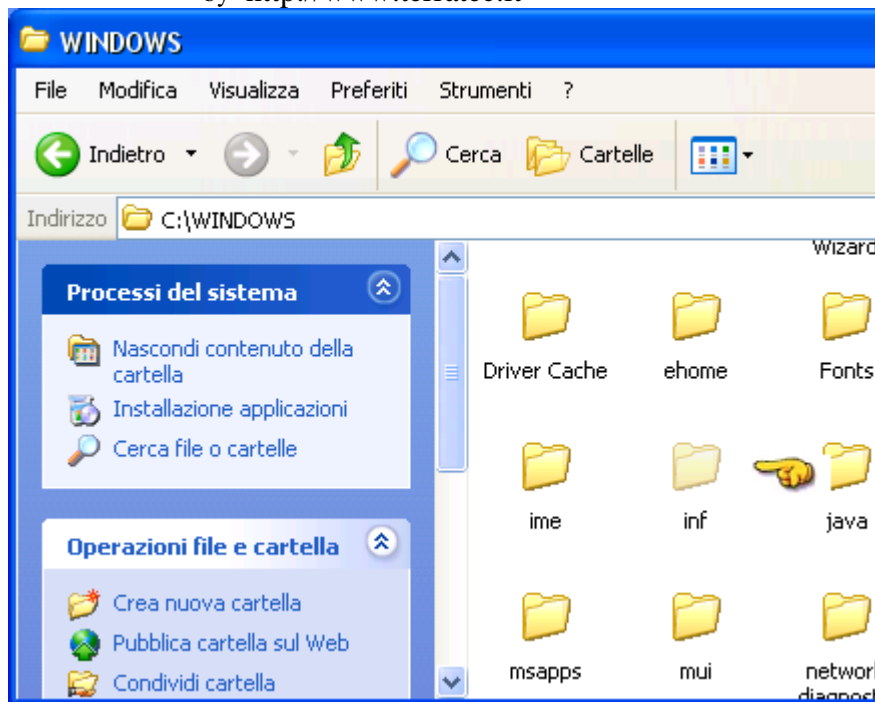 WINDOWS
File Modifica Visualizza Preferiti Strumenti ?
Indietro Cerca Cartelle
Indirizzo C:\WINDOWS
Wizard
Processi del sistema
Nascondi contenuto della
cartella
Installazione applicazioni
Cerca file o cartelle
Driver Cache ehome Fonts
ime inf java
Operazioni file e cartella
Crea nuova cartella
Pubblica cartella sul Web
Condividi cartella
msapps mui